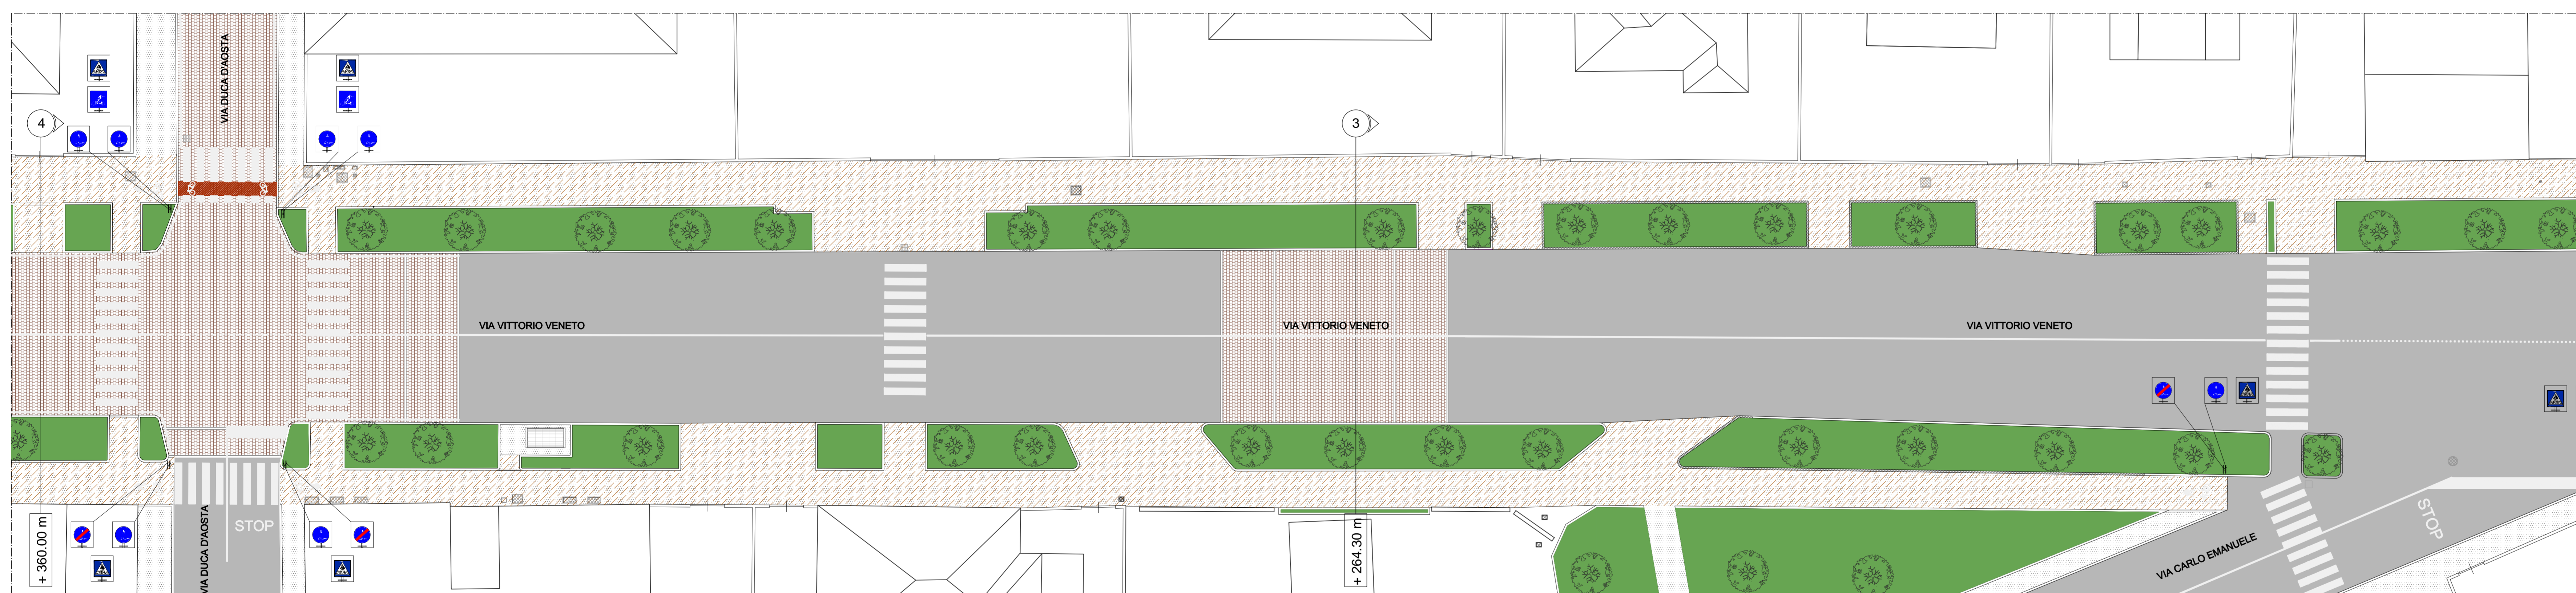 VIA DUCA D'AOSTA
4
3
VIA VITTORIO VENETO
VIA VITTORIO VENETO
VIA VITTORIO VENETO
+ 360.00 m
VIA DUCA D'AOSTA
STOP
+ 264.30 m
VIA CARLO EMANUELE
STOP